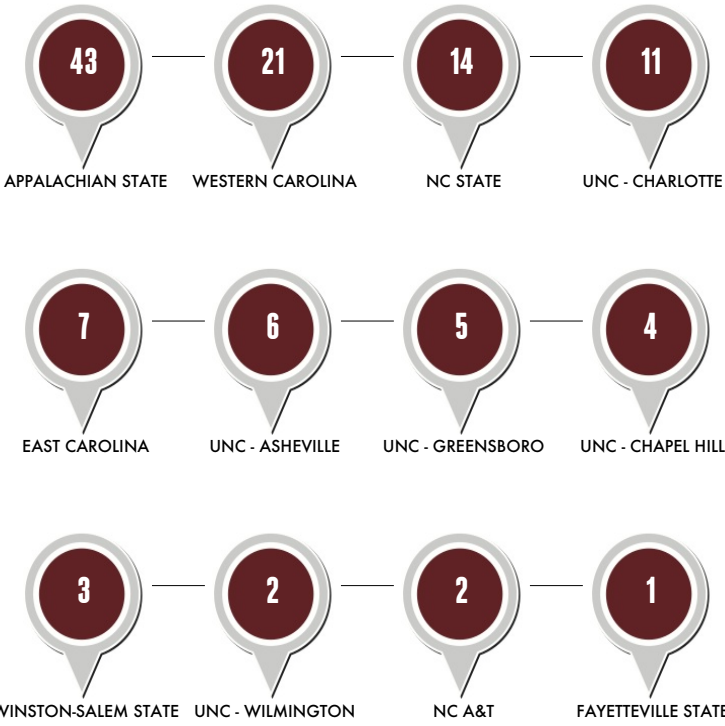 43
21
14
11
APPALACHIAN STATE
WESTERN CAROLINA
NC STATE
UNC - CHARLOTTE
7
6
5
4
EAST CAROLINA
UNC - ASHEVILLE
UNC - GREENSBORO
UNC - CHAPEL HILL
3
2
2
1
WINSTON-SALEM STATE
UNC - WILMINGTON
NC A&T
FAYETTEVILLE STATE